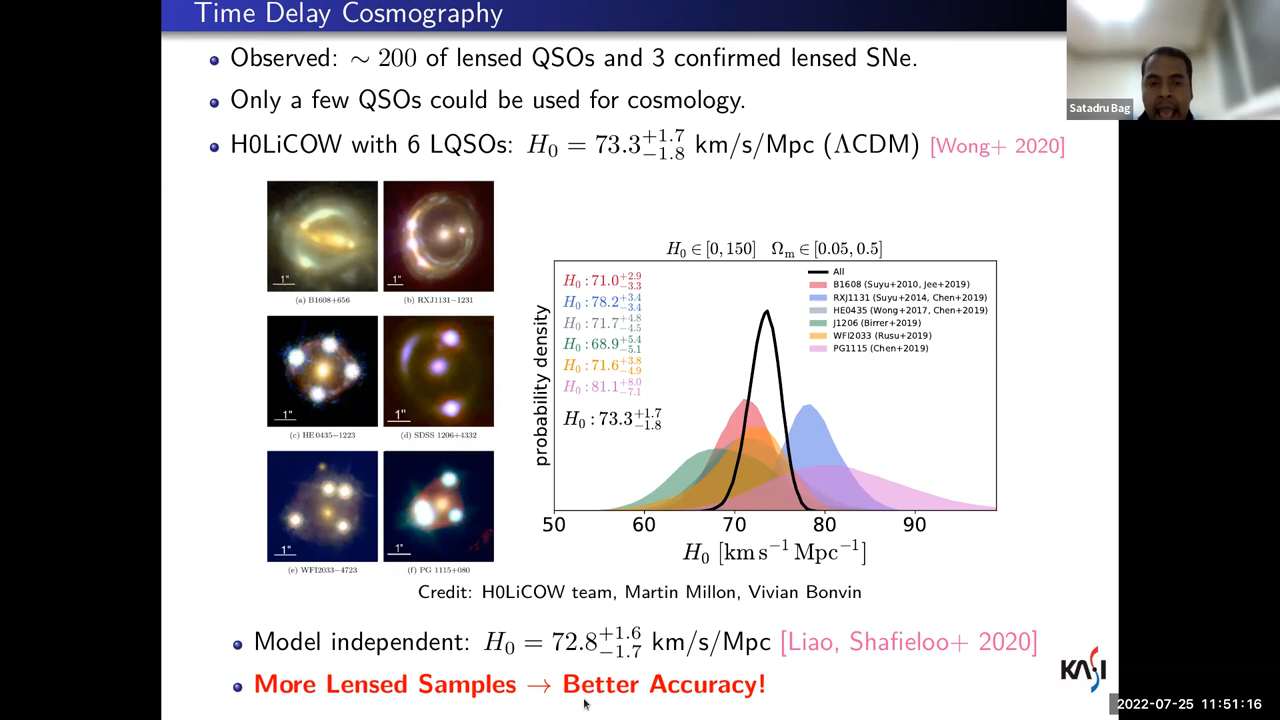 Time Delay Cosmography
Observed: ∼ 200 of lensed QSOs and 3 confirmed lensed SNe.
Only a few QSOs could be used for cosmology.
H0LiCOW with 6 LQSOs: H₀ = 73.3+1.7−1.8 km/s/Mpc (ΛCDM) [Wong+ 2020]
Satadru Bag
1"
(a) B1608+656
1"
(b) RXJ1131−1231
1"
(c) HE 0435−1223
1"
(d) SDSS 1206+4332
1"
(e) WFI2033−4723
1"
(f) PG 1115+080
H₀ ∈ [0, 150] Ωm ∈ [0.05, 0.5]
H₀ : 71.0+2.9−3.3
H₀ : 78.2+3.4−3.4
H₀ : 71.7+4.8−4.5
H₀ : 68.9+5.4−5.1
H₀ : 71.6+3.8−4.9
H₀ : 81.1+8.0−7.1
H₀ : 73.3+1.7−1.8
All
B1608 (Suyu+2010, Jee+2019)
RXJ1131 (Suyu+2014, Chen+2019)
HE0435 (Wong+2017, Chen+2019)
J1206 (Birrer+2019)
WFI2033 (Rusu+2019)
PG1115 (Chen+2019)
probability density
50 60 70 80 90
H₀ [km s⁻¹ Mpc⁻¹]
Credit: H0LiCOW team, Martin Millon, Vivian Bonvin
Model independent: H₀ = 72.8+1.6−1.7 km/s/Mpc [Liao, Shafieloo+ 2020]
More Lensed Samples → Better Accuracy!
KASI
2022-07-25 11:51:16